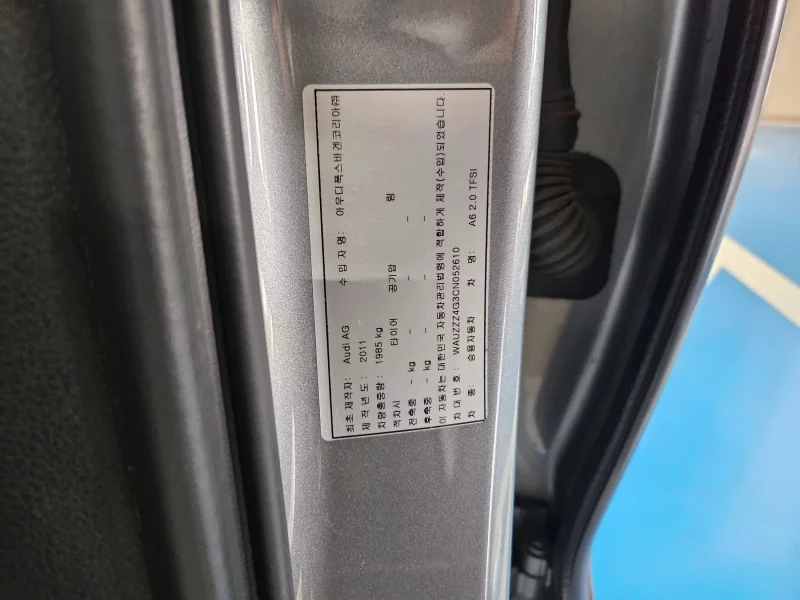 최초 제작자: Audi AG 수 입 자 명: 아우디폭스바겐코리아㈜
제 작 년 도 : 2011
차량총중량 : 1985 kg
적차시 타이어 공기압 림
전축중 - kg - -
후축중 - kg - -
이 자동차는 대한민국 자동차관리법령에 적합하게 제작(수입)되었습니다.
차 대 번 호 : WAUZZZ4G3CN052610
차 종: 승용자동차 차 명: A6 2.0 TFSI